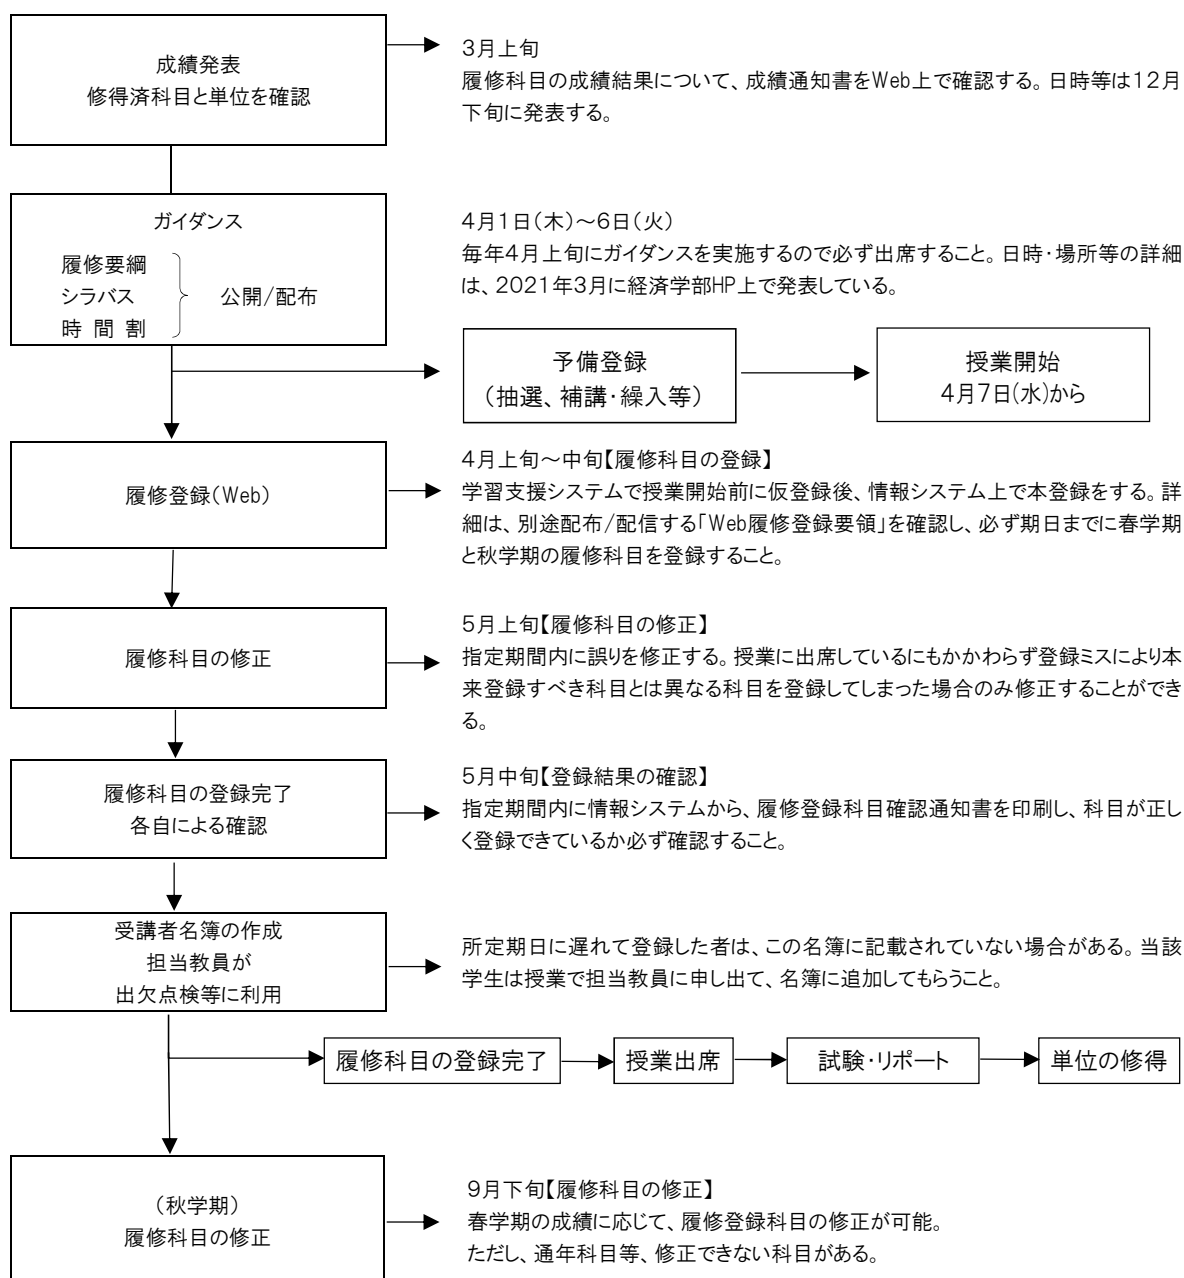 成績発表
修得済科目と単位を確認
3月上旬
履修科目の成績結果について、成績通知書をWeb上で確認する。日時等は12月
下旬に発表する。
ガイダンス
履修要綱
シラバス
時 間 割
公開/配布
4月1日(木)～6日(火)
毎年4月上旬にガイダンスを実施するので必ず出席すること。日時・場所等の詳細
は、2021年3月に経済学部HP上で発表している。
予備登録
(抽選、補講・繰入等)
授業開始
4月7日(水)から
履修登録(Web)
4月上旬～中旬【履修科目の登録】
学習支援システムで授業開始前に仮登録後、情報システム上で本登録をする。詳
細は、別途配布/配信する「Web履修登録要領」を確認し、必ず期日までに春学期
と秋学期の履修科目を登録すること。
履修科目の修正
5月上旬【履修科目の修正】
指定期間内に誤りを修正する。授業に出席しているにもかかわらず登録ミスにより本
来登録すべき科目とは異なる科目を登録してしまった場合のみ修正することができ
る。
履修科目の登録完了
各自による確認
5月中旬【登録結果の確認】
指定期間内に情報システムから、履修登録科目確認通知書を印刷し、科目が正し
く登録できているか必ず確認すること。
受講者名簿の作成
担当教員が
出欠点検等に利用
所定期日に遅れて登録した者は、この名簿に記載されていない場合がある。当該
学生は授業で担当教員に申し出て、名簿に追加してもらうこと。
履修科目の登録完了
授業出席
試験・リポート
単位の修得
(秋学期)
履修科目の修正
9月下旬【履修科目の修正】
春学期の成績に応じて、履修登録科目の修正が可能。
ただし、通年科目等、修正できない科目がある。